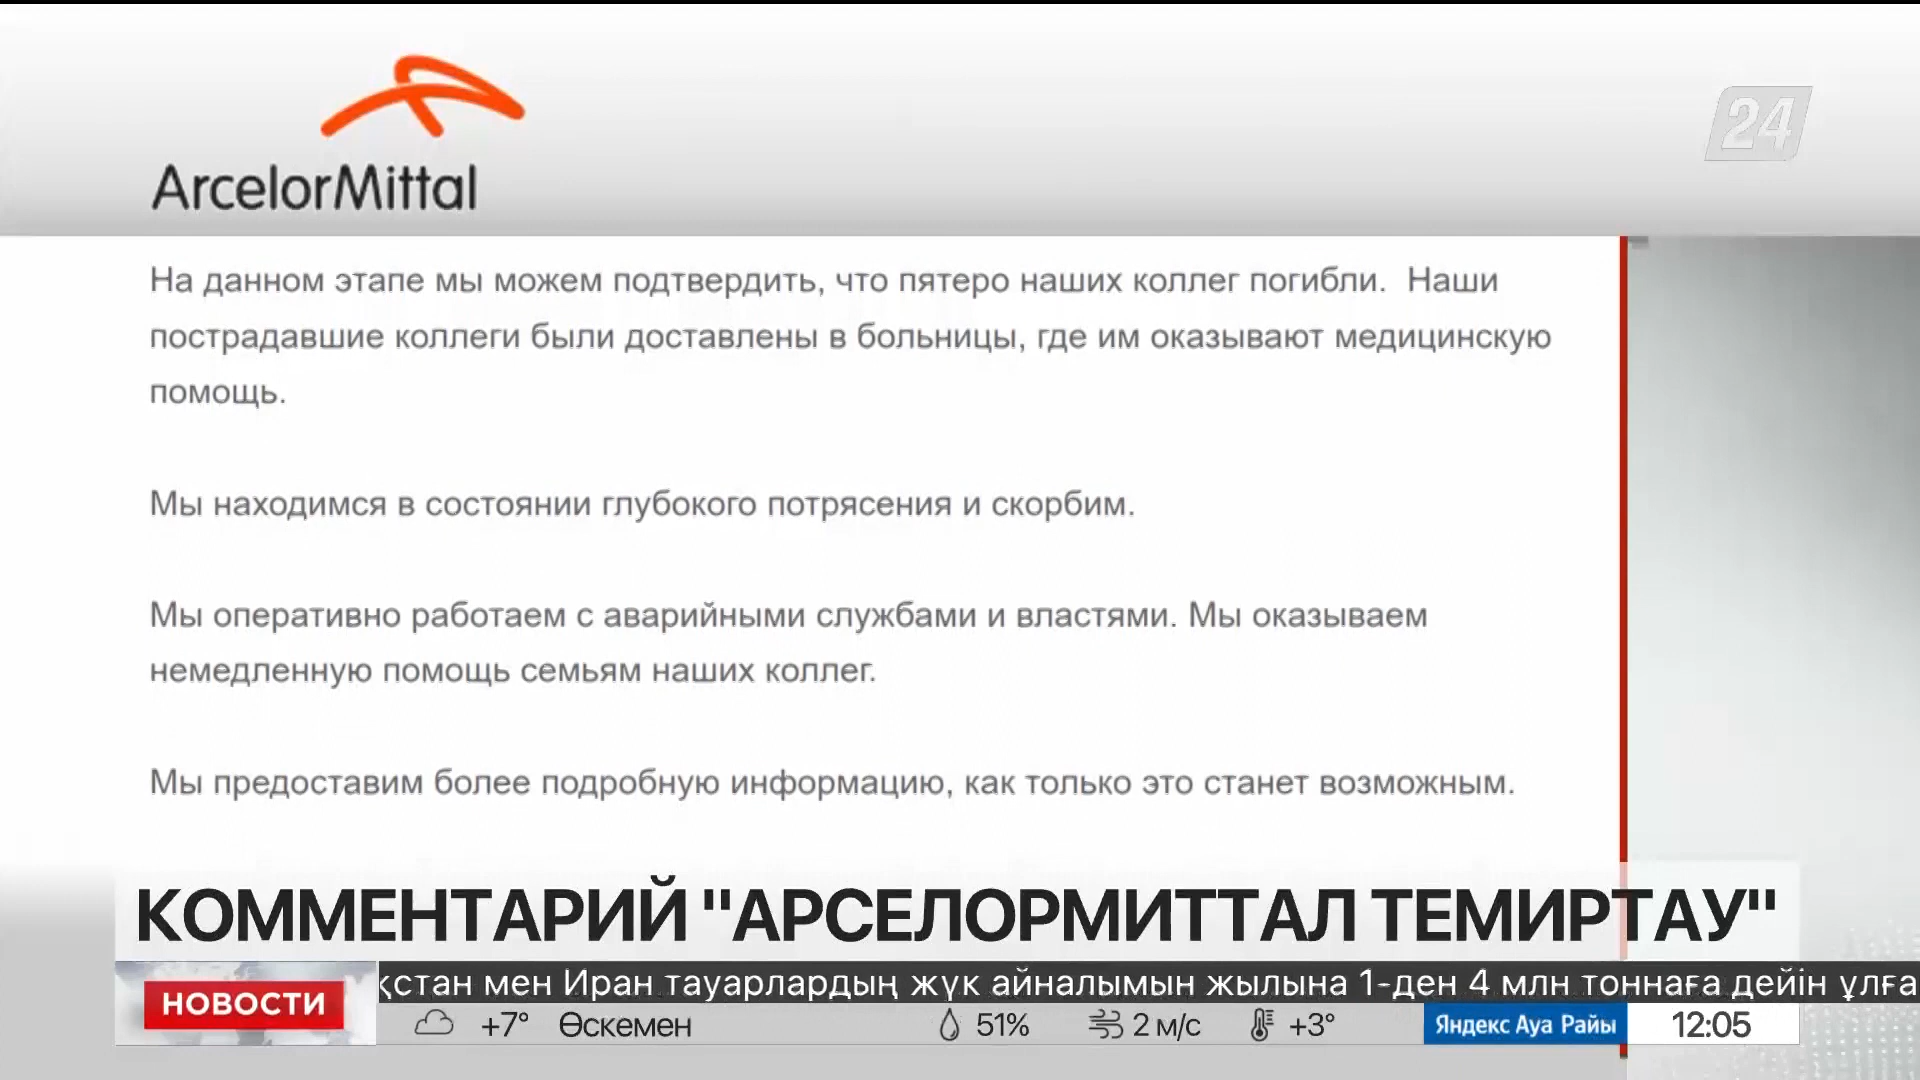 24
ArcelorMittal
На данном этапе мы можем подтвердить, что пятеро наших коллег погибли. Наши
пострадавшие коллеги были доставлены в больницы, где им оказывают медицинскую
помощь.
Мы находимся в состоянии глубокого потрясения и скорбим.
Мы оперативно работаем с аварийными службами и властями. Мы оказываем
немедленную помощь семьям наших коллег.
Мы предоставим более подробную информацию, как только это станет возможным.
КОММЕНТАРИЙ "АРСЕЛОРМИТТАЛ ТЕМИРТАУ"
НОВОСТИ
қстан мен Иран тауарлардың жүк айналымын жылына 1-ден 4 млн тоннаға дейін ұлға
+7° Өскемен 51% 2 м/с +3° Яндекс Ауа Райы 12:05